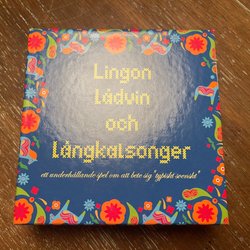 Lingon
lådvin
och
långkalsonger
ett underhållande spel om att bete sig "typiskt svenskt"